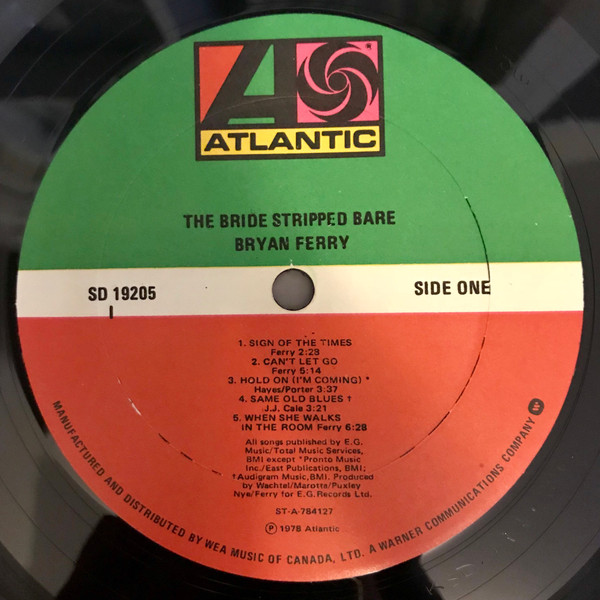 ATLANTIC
THE BRIDE STRIPPED BARE
BRYAN FERRY
SD 19205
SIDE ONE
1. SIGN OF THE TIMES
Ferry 2:23
2. CAN'T LET GO
Ferry 5:14
3. HOLD ON (I'M COMING) *
Hayes/Porter 3:37
4. SAME OLD BLUES †
J.J. Cale 3:21
5. WHEN SHE WALKS
IN THE ROOM Ferry 6:28
All songs published by E.G.
Music/Total Music Services,
BMI except *Pronto Music
Inc./East Publications, BMI;
†Audigram Music, BMI. Produced
by Wachtel/Marotta/Puxley
Nye/Ferry for E.G. Records Ltd.
ST-A-784127
Ⓟ 1978 Atlantic
MANUFACTURED AND DISTRIBUTED BY WEA MUSIC OF CANADA, LTD. A WARNER COMMUNICATIONS COMPANY